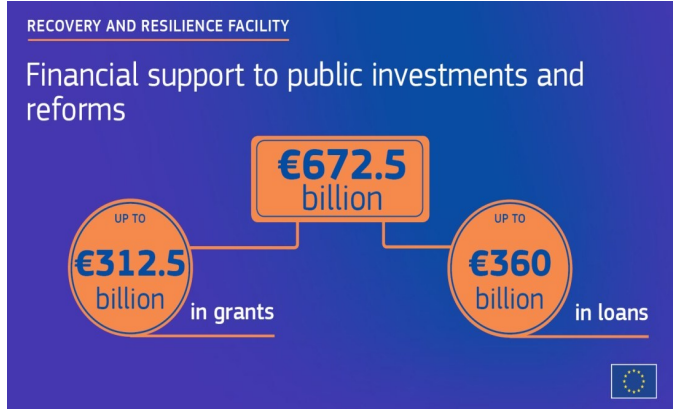 RECOVERY AND RESILIENCE FACILITY
Financial support to public investments and
reforms
€672.5
billion
UP TO
€312.5
billion
in grants
UP TO
€360
billion
in loans